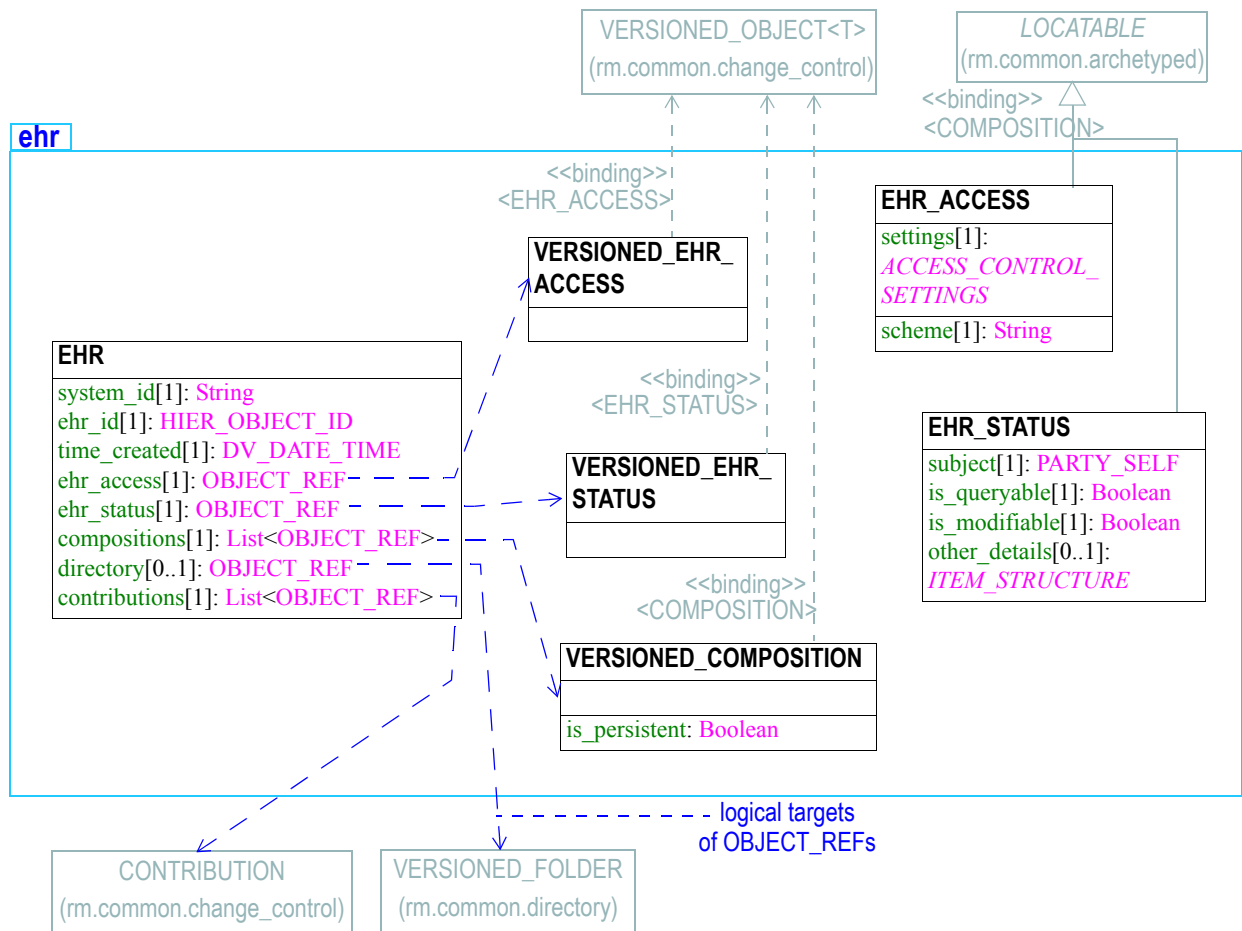 VERSIONED_OBJECT<T>
(rm.common.change_control)
LOCATABLE
(rm.common.archetyped)
<<binding>>
<COMPOSITION>
ehr
<<binding>>
<EHR_ACCESS>
EHR_ACCESS
settings[1]:
ACCESS_CONTROL_
SETTINGS
scheme[1]: String
VERSIONED_EHR_
ACCESS
EHR
system_id[1]: String
ehr_id[1]: HIER_OBJECT_ID
time_created[1]: DV_DATE_TIME
ehr_access[1]: OBJECT_REF
ehr_status[1]: OBJECT_REF
compositions[1]: List<OBJECT_REF>
directory[0..1]: OBJECT_REF
contributions[1]: List<OBJECT_REF>
<<binding>>
<EHR_STATUS>
VERSIONED_EHR_
STATUS
EHR_STATUS
subject[1]: PARTY_SELF
is_queryable[1]: Boolean
is_modifiable[1]: Boolean
other_details[0..1]:
ITEM_STRUCTURE
<<binding>>
<COMPOSITION>
VERSIONED_COMPOSITION
is_persistent: Boolean
logical targets
of OBJECT_REFs
CONTRIBUTION
(rm.common.change_control)
VERSIONED_FOLDER
(rm.common.directory)